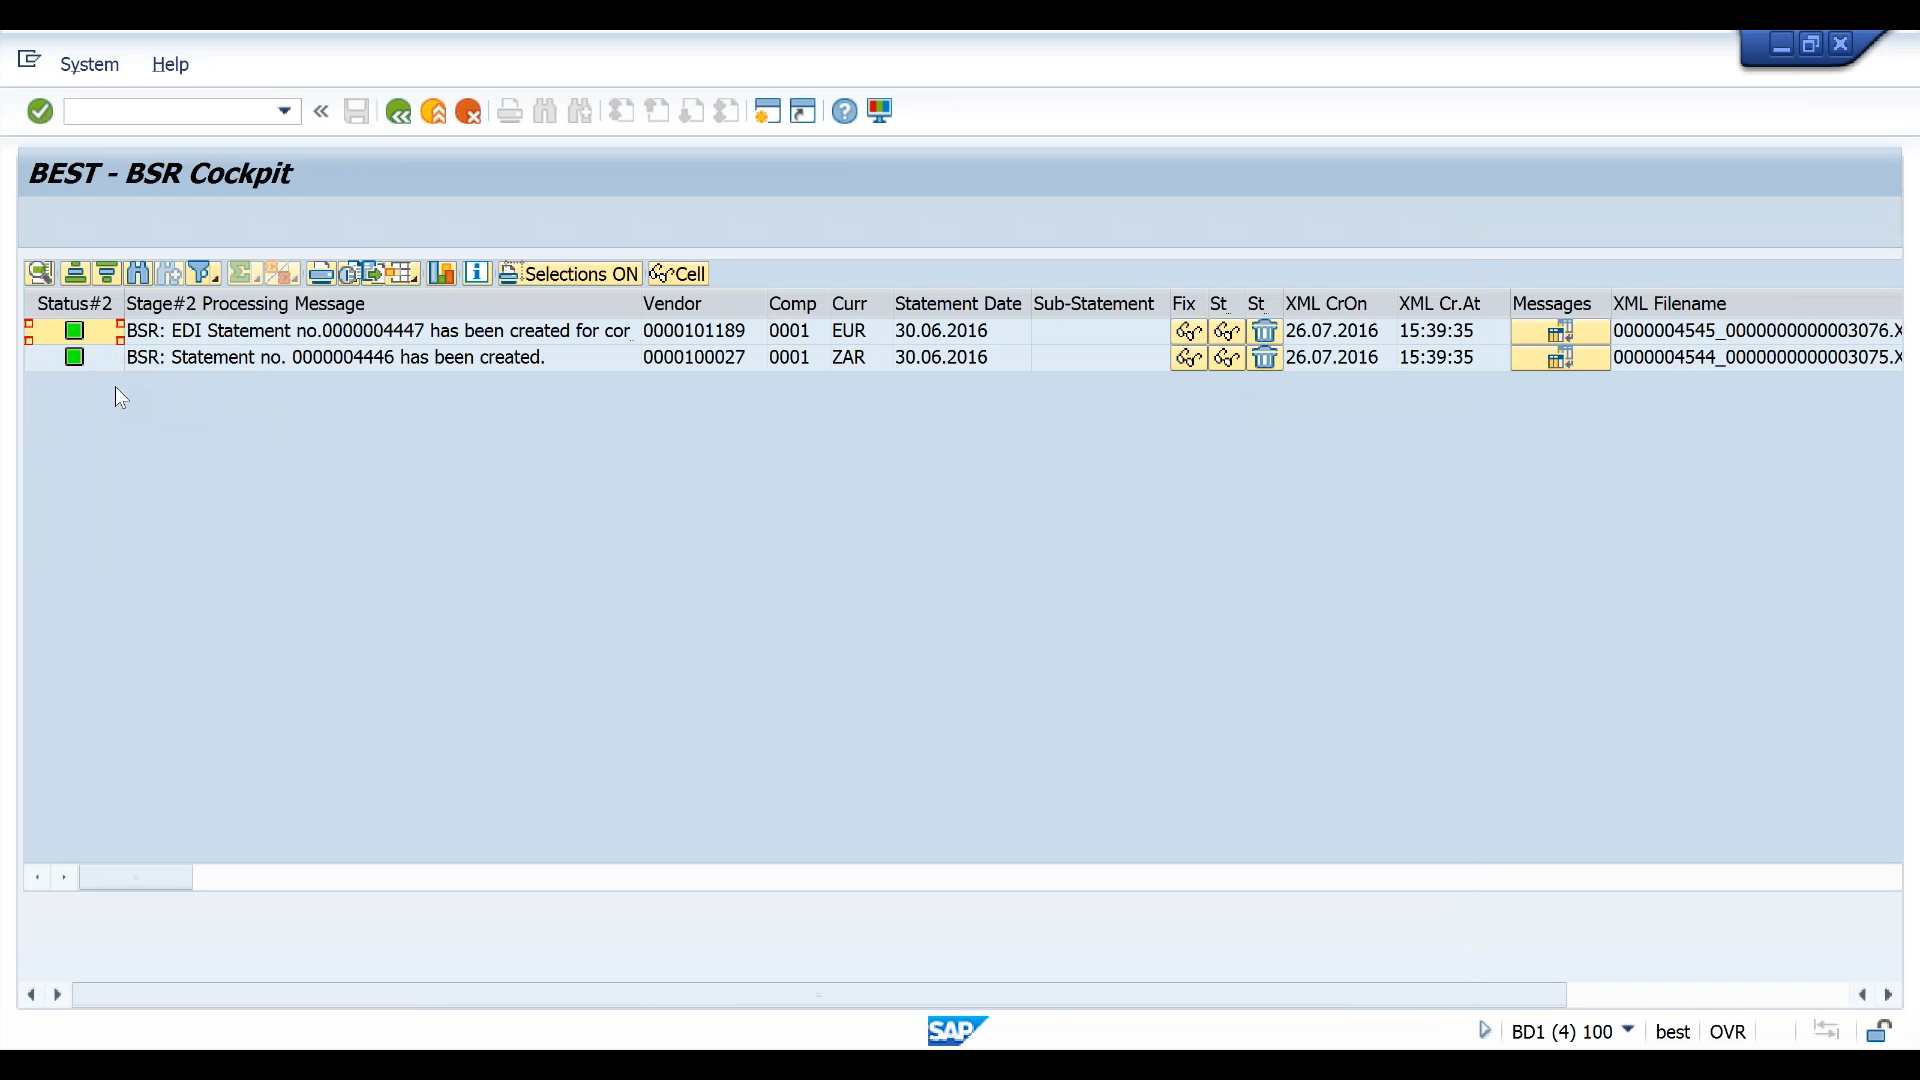 System Help
BEST - BSR Cockpit
Selections ON Cell
Status#2 Stage#2 Processing Message Vendor Comp Curr Statement Date Sub-Statement Fix St St XML CrOn XML Cr.At Messages XML Filename
BSR: EDI Statement no.0000004447 has been created for cor 0000101189 0001 EUR 30.06.2016 26.07.2016 15:39:35 0000004545_0000000000003076.X
BSR: Statement no. 0000004446 has been created. 0000100027 0001 ZAR 30.06.2016 26.07.2016 15:39:35 0000004544_0000000000003075.X
SAP BD1 (4) 100 best OVR